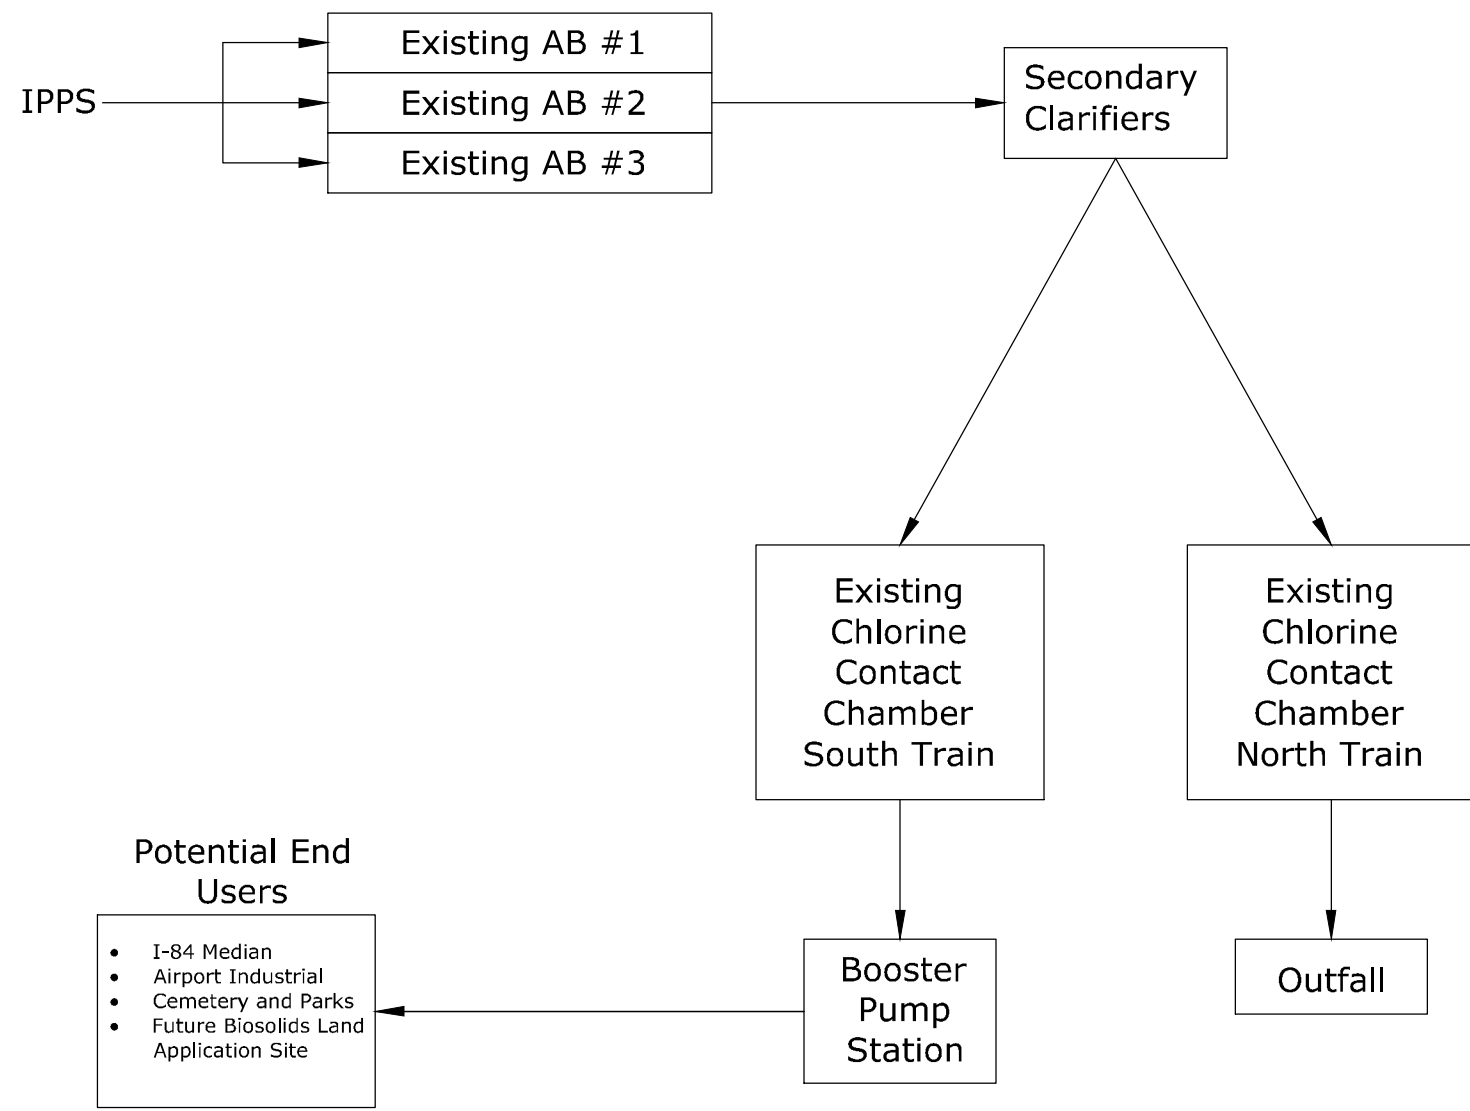 Existing AB #1
IPPS
Existing AB #2
Existing AB #3
Secondary
Clarifiers
Existing
Chlorine
Contact
Chamber
South Train
Existing
Chlorine
Contact
Chamber
North Train
Potential End
Users
• I-84 Median
• Airport Industrial
• Cemetery and Parks
• Future Biosolids Land
Application Site
Booster
Pump
Station
Outfall